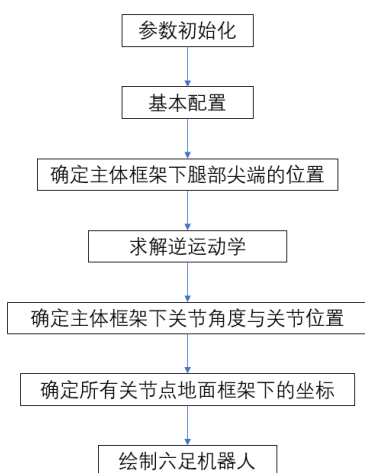 参数初始化
基本配置
确定主体框架下腿部尖端的位置
求解逆运动学
确定主体框架下关节角度与关节位置
确定所有关节点地面框架下的坐标
绘制六足机器人